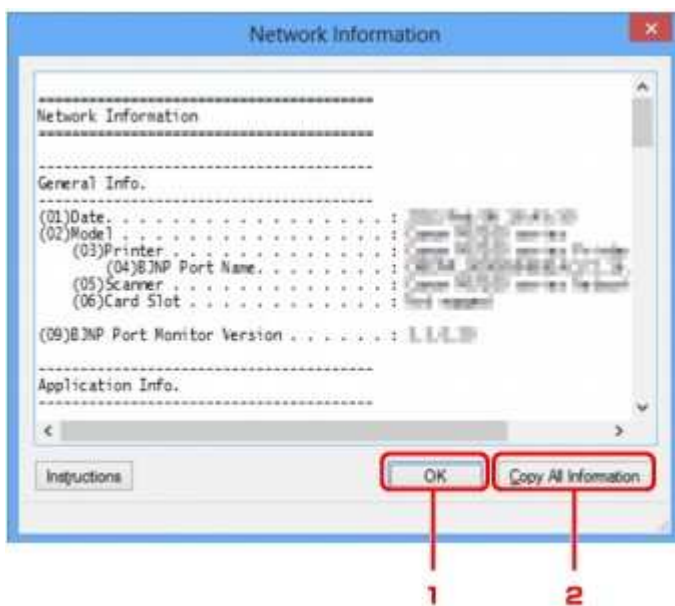 Network Information
Network Information
General Info.
(01)Date. . . . . . . . . . . . . . . . . . . . :
(02)Model . . . . . . . . . . . . . . . . . . . :
(03)Printer . . . . . . . . . . . . . . . . :
(04)BJNP Port Name. . . . . . . . . . :
(05)Scanner . . . . . . . . . . . . . . . . :
(06)Card Slot . . . . . . . . . . . . . . . :
(09)BJNP Port Monitor Version . . . . . . :
Application Info.
Instructions
OK
Copy All Information
1
2